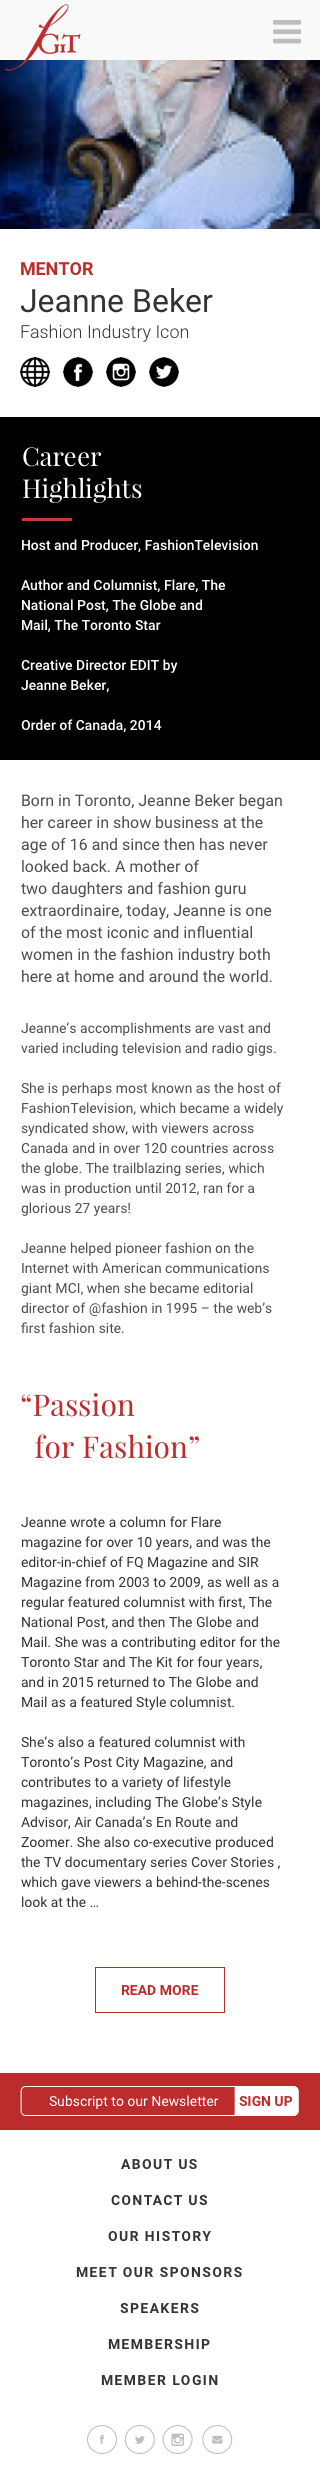 fGiT
MENTOR
Jeanne Beker
Fashion Industry Icon
Career
Highlights
Host and Producer, FashionTelevision
Author and Columnist, Flare, The
National Post, The Globe and
Mail, The Toronto Star
Creative Director EDIT by
Jeanne Beker,
Order of Canada, 2014
Born in Toronto, Jeanne Beker began
her career in show business at the
age of 16 and since then has never
looked back. A mother of
two daughters and fashion guru
extraordinaire, today, Jeanne is one
of the most iconic and influential
women in the fashion industry both
here at home and around the world.
Jeanne’s accomplishments are vast and
varied including television and radio gigs.
She is perhaps most known as the host of
FashionTelevision, which became a widely
syndicated show, with viewers across
Canada and in over 120 countries across
the globe. The trailblazing series, which
was in production until 2012, ran for a
glorious 27 years!
Jeanne helped pioneer fashion on the
Internet with American communications
giant MCI, when she became editorial
director of @fashion in 1995 – the web’s
first fashion site.
“Passion
for Fashion”
Jeanne wrote a column for Flare
magazine for over 10 years, and was the
editor-in-chief of FQ Magazine and SIR
Magazine from 2003 to 2009, as well as a
regular featured columnist with first, The
National Post, and then The Globe and
Mail. She was a contributing editor for the
Toronto Star and The Kit for four years,
and in 2015 returned to The Globe and
Mail as a featured Style columnist.
She’s also a featured columnist with
Toronto’s Post City Magazine, and
contributes to a variety of lifestyle
magazines, including The Globe’s Style
Advisor, Air Canada’s En Route and
Zoomer. She also co-executive produced
the TV documentary series Cover Stories ,
which gave viewers a behind-the-scenes
look at the ...
READ MORE
Subscript to our Newsletter SIGN UP
ABOUT US
CONTACT US
OUR HISTORY
MEET OUR SPONSORS
SPEAKERS
MEMBERSHIP
MEMBER LOGIN